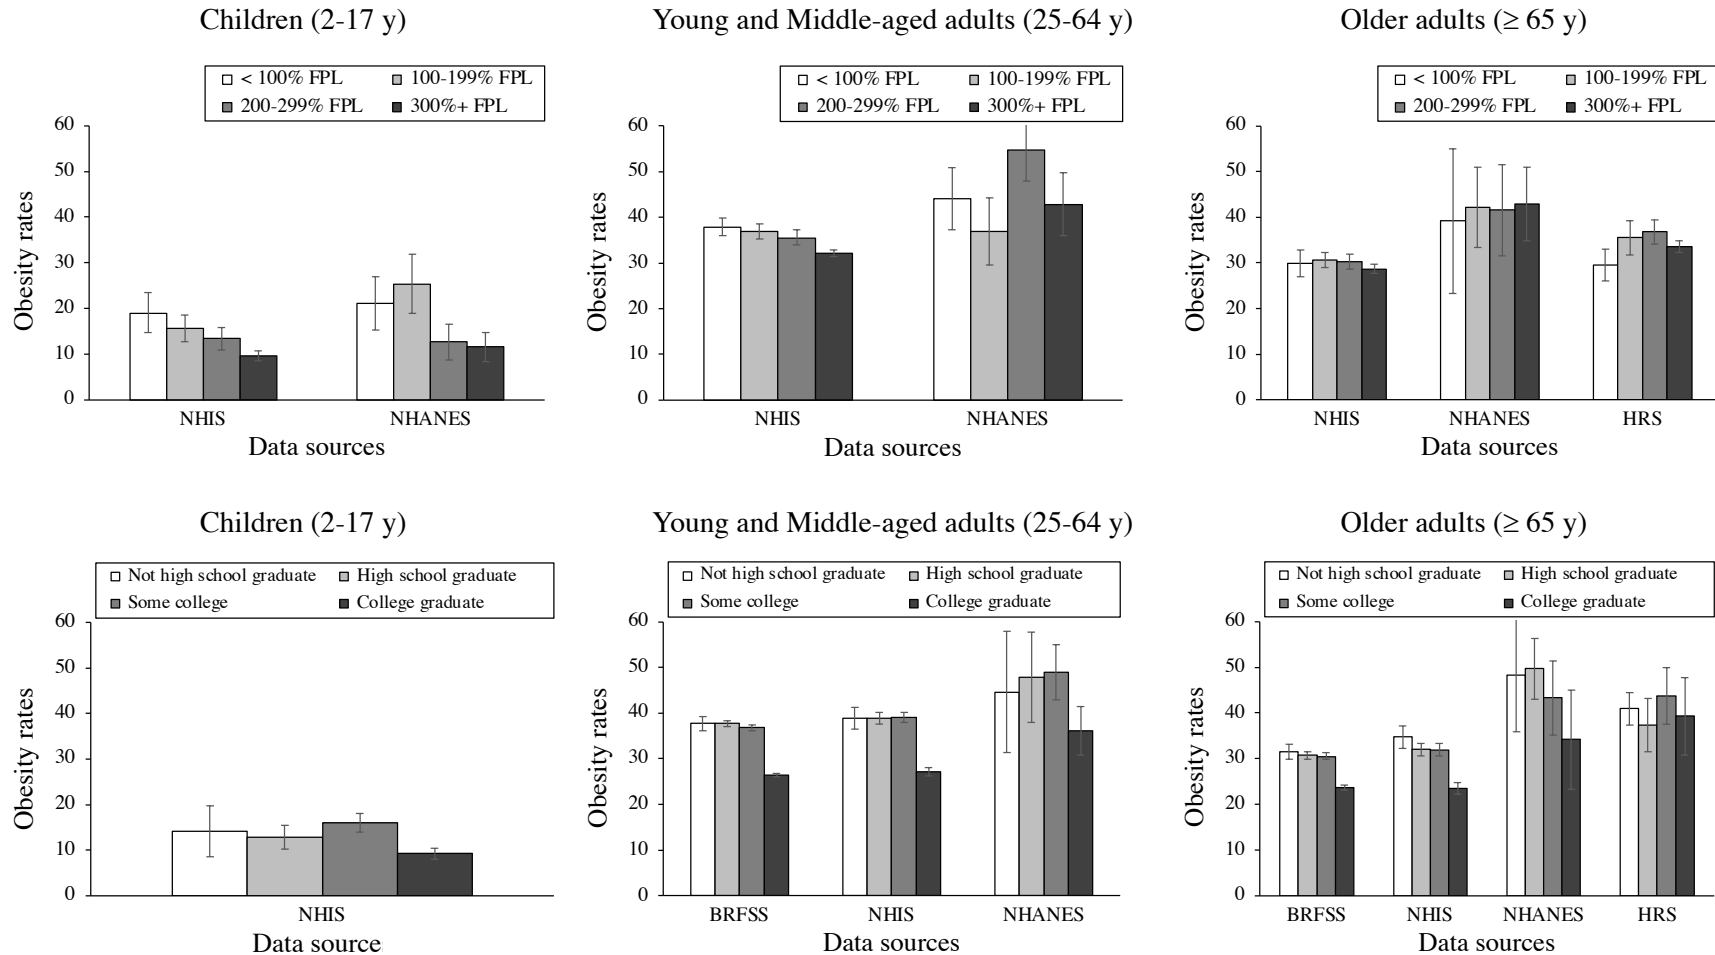 Children (2-17 y)
< 100% FPL 100-199% FPL
200-299% FPL 300%+ FPL
60
50
40
30
20
10
0
Obesity rates
NHIS NHANES
Data sources
Young and Middle-aged adults (25-64 y)
< 100% FPL 100-199% FPL
200-299% FPL 300%+ FPL
60
50
40
30
20
10
0
Obesity rates
NHIS NHANES
Data sources
Older adults (≥ 65 y)
< 100% FPL 100-199% FPL
200-299% FPL 300%+ FPL
60
50
40
30
20
10
0
Obesity rates
NHIS NHANES HRS
Data sources
Children (2-17 y)
Not high school graduate High school graduate
Some college College graduate
60
50
40
30
20
10
0
Obesity rates
NHIS
Data source
Young and Middle-aged adults (25-64 y)
Not high school graduate High school graduate
Some college College graduate
60
50
40
30
20
10
0
Obesity rates
BRFSS NHIS NHANES
Data sources
Older adults (≥ 65 y)
Not high school graduate High school graduate
Some college College graduate
60
50
40
30
20
10
0
Obesity rates
BRFSS NHIS NHANES HRS
Data sources